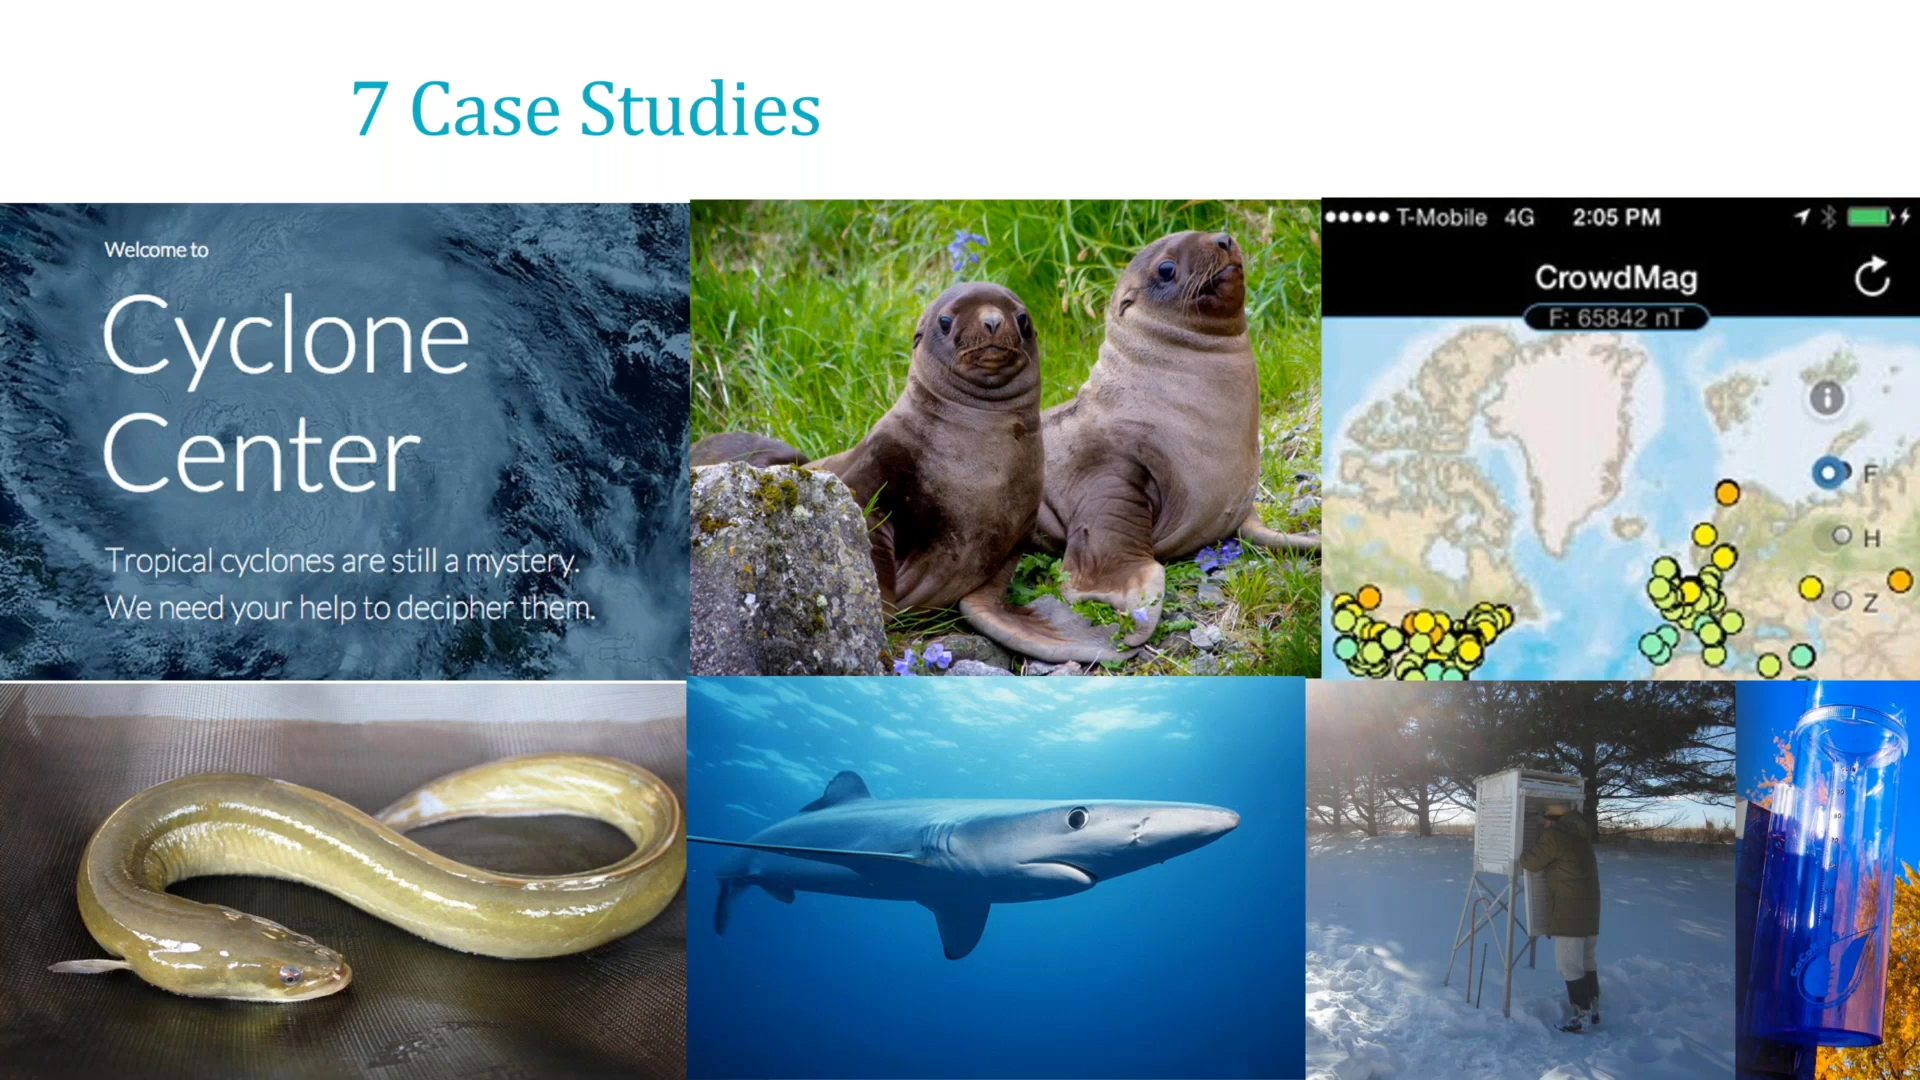 7 Case Studies
Welcome to
Cyclone
Center
Tropical cyclones are still a mystery.
We need your help to decipher them.
T-Mobile 4G 2:05 PM
CrowdMag
F: 65842 nT
F
H
Z